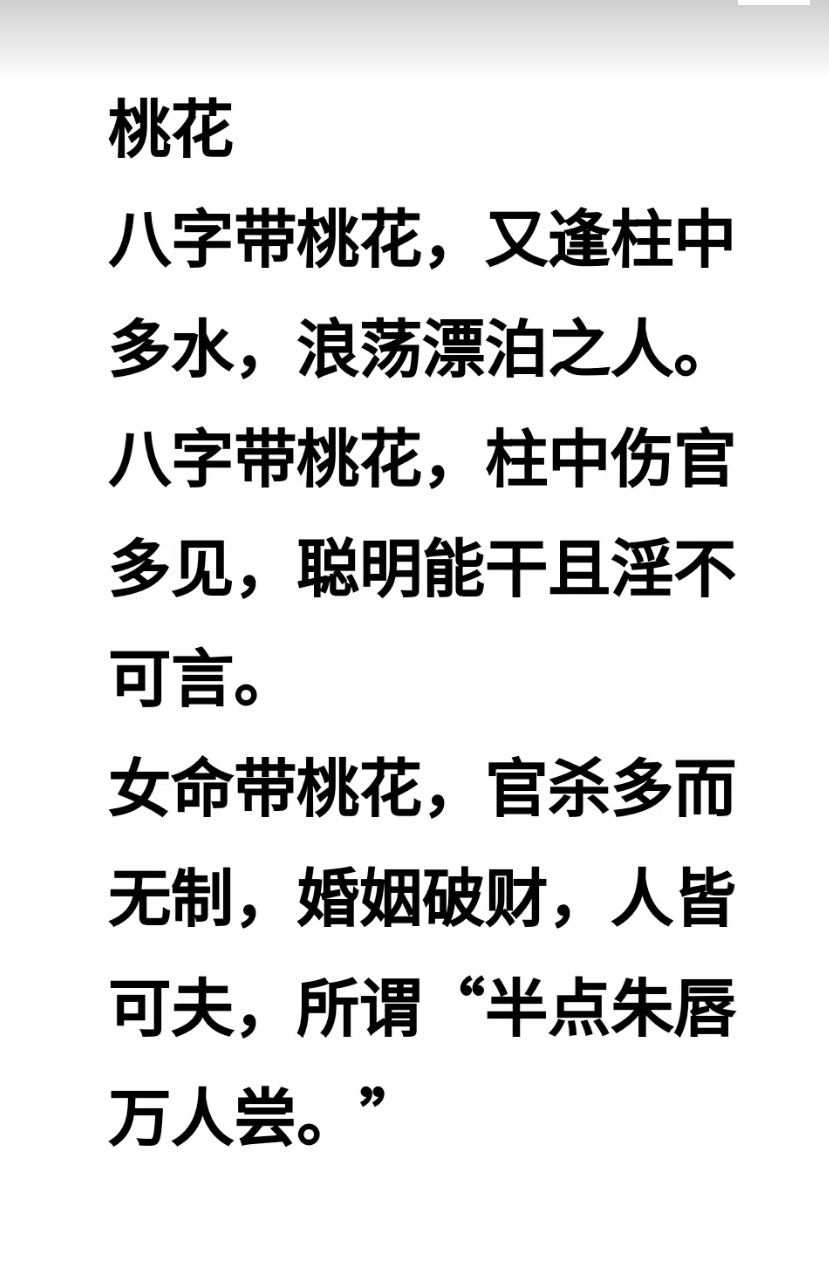 桃花
八字带桃花，又逢柱中
多水，浪荡漂泊之人。
八字带桃花，柱中伤官
多见，聪明能干且淫不
可言。
女命带桃花，官杀多而
无制，婚姻破财，人皆
可夫，所谓“半点朱唇
万人尝。”